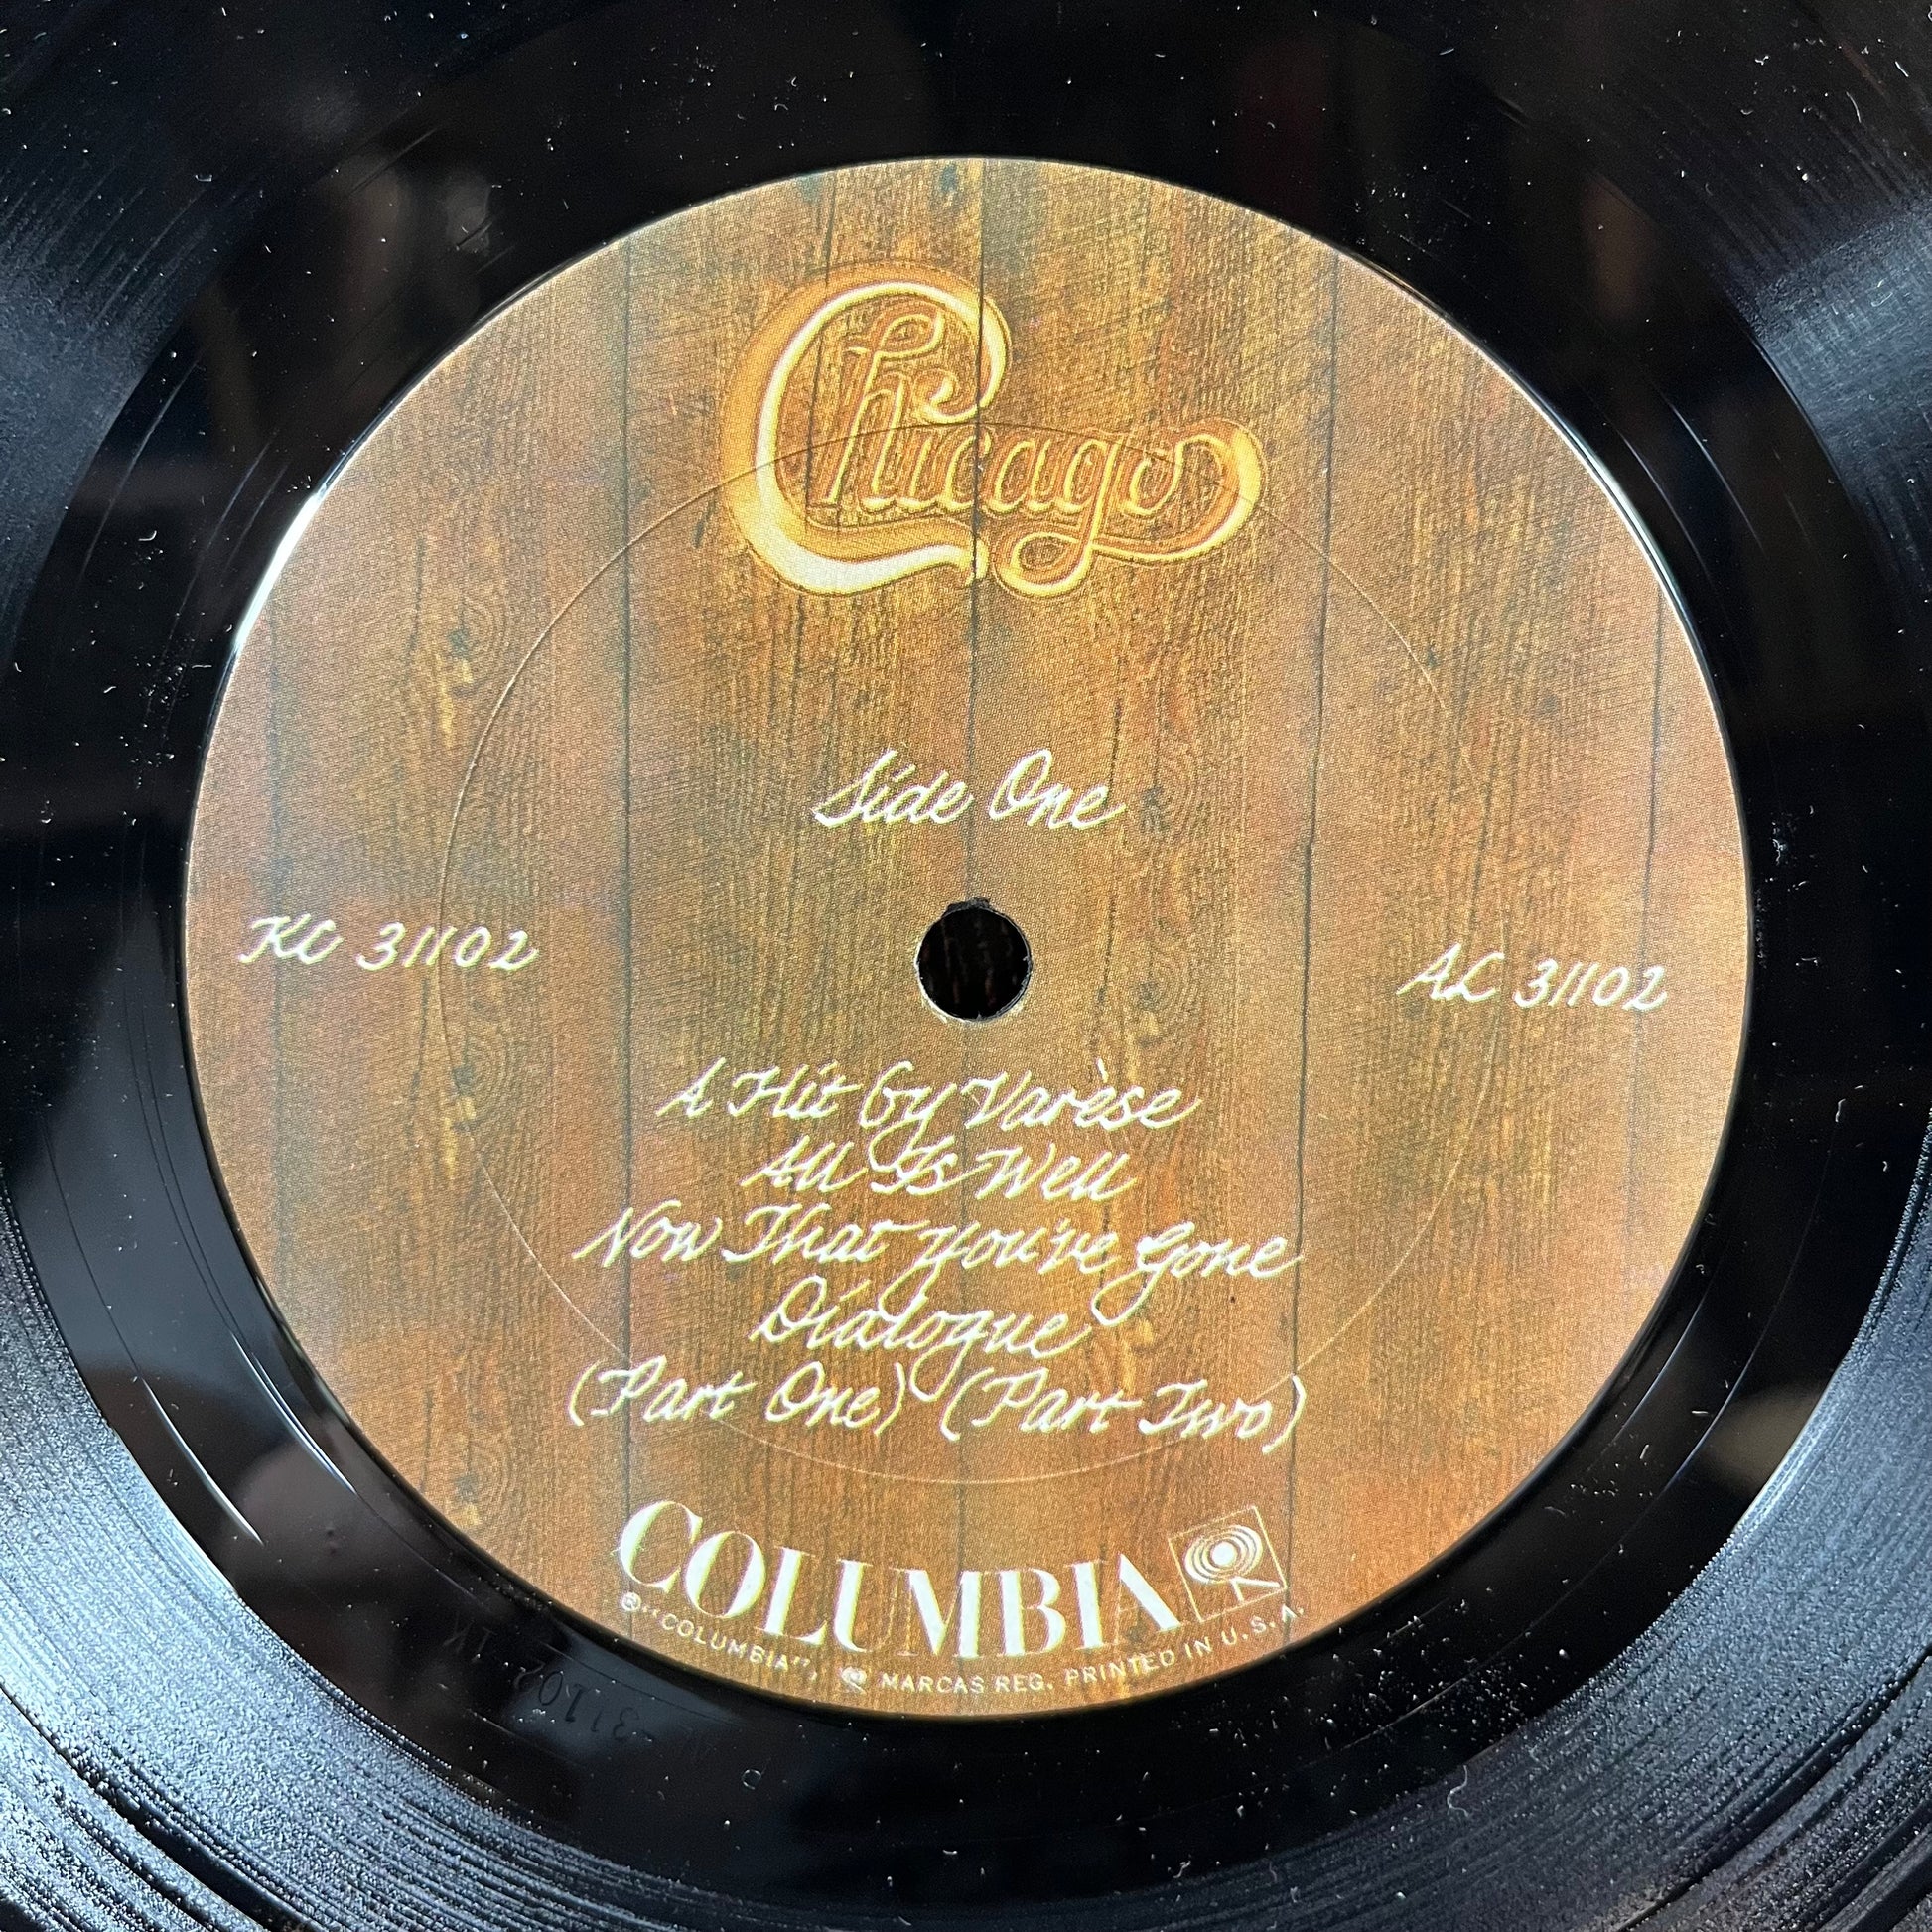 Chicago
Side One
KC 31102
AL 31102
A Hit By Varèse
All Is Well
Now That You've Gone
Dialogue
(Part One) (Part Two)
COLUMBIA
® "COLUMBIA", MARCAS REG. PRINTED IN U.S.A.